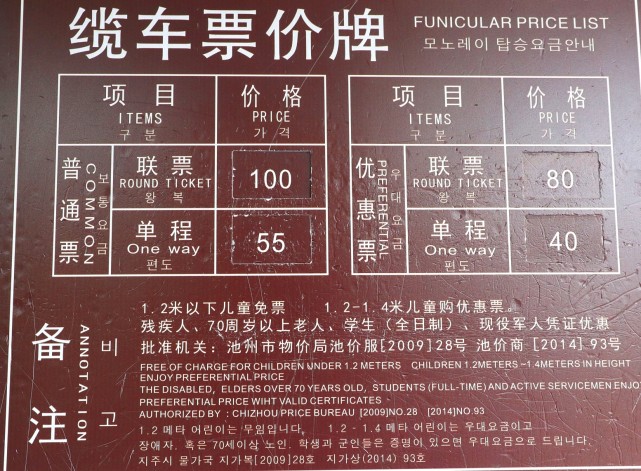 缆车票价牌
FUNICULAR PRICE LIST
모노레이 탑승요금안내
项目 价格
ITEMS PRICE
구분 가격
普通票 COMMON 보통요금
联票 100
ROUND TICKET
왕복
单程 55
One way
편도
项目 价格
ITEMS PRICE
구분 가격
优惠票 PREFERENTIAL 우대요금
联票 80
ROUND TICKET
왕복
单程 40
One way
편도
备注 ANNOTATION 비고
1.2米以下儿童免票 1.2-1.4米儿童购优惠票。
残疾人、70周岁以上老人、学生（全日制）、现役军人凭证优惠
批准机关：池州市物价局池价服[2009]28号 池价商 [2014] 93号
FREE OF CHARGE FOR CHILDREN UNDER 1.2 METERS CHILDREN 1.2METERS-1.4METERS IN HEIGHT
ENJOY PREFERENTIAL PRICE
THE DISABLED, ELDERS OVER 70 YEARS OLD, STUDENTS (FULL-TIME) AND ACTIVE SERVICEMEN ENJO
PREFERENTIAL PRICE WIHT VALID CERTIFICATES
AUTHORIZED BY : CHIZHOU PRICE BUREAU [2009]NO.28 [2014]NO.93
1.2 메타 어린이는 무임입니다. 1.2 - 1.4 메타 어린이는 우대요금이고
장애자. 혹은 70세이상 노인. 학생과 군인들은 증명이 있으면 우대요금으로 드립니다.
지주시 물가국 지가복[2009]28호 지가상(2014) 93호